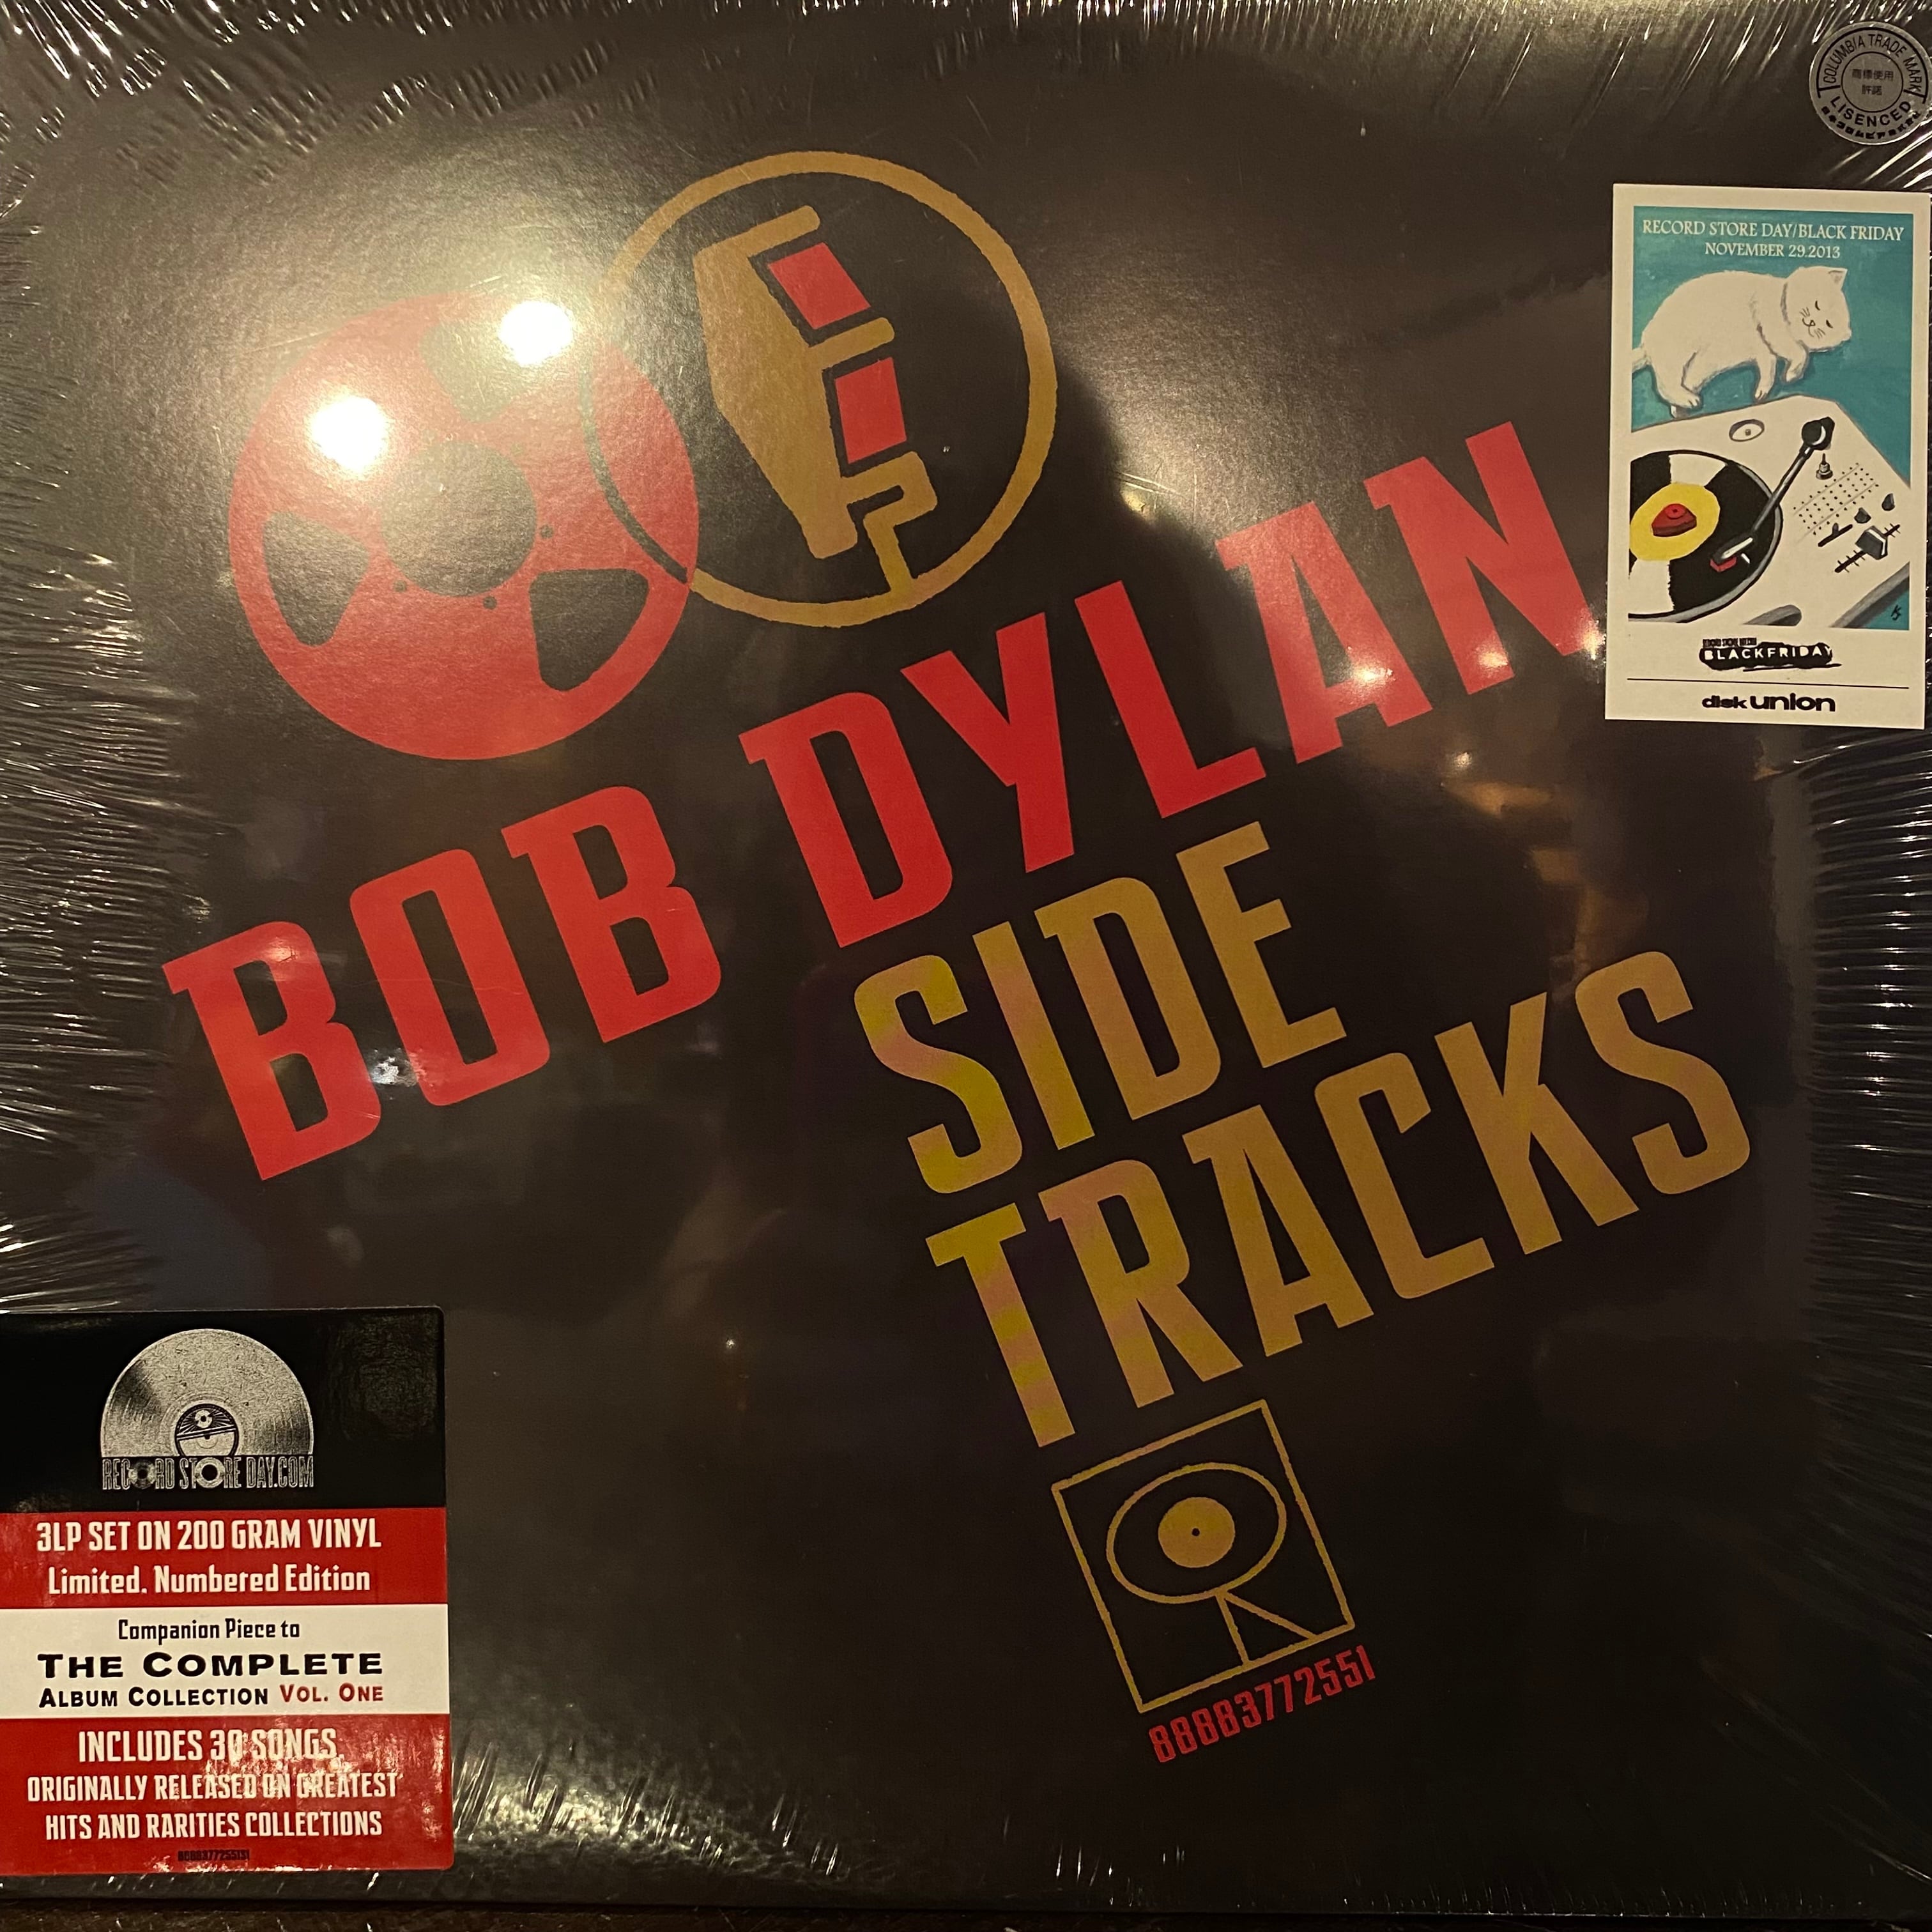 COLUMBIA TRADE MARK
商標使用
許諾
LISENCED
RECORD STORE DAY/BLACK FRIDAY
NOVEMBER 29.2013
BLACKFRIDAY
disk union
BOB DYLAN
SIDE
TRACKS
88883772551
RECORD STORE DAY.COM
3LP SET ON 200 GRAM VINYL
Limited, Numbered Edition
Companion Piece to
THE COMPLETE
ALBUM COLLECTION VOL. ONE
INCLUDES 30 SONGS,
ORIGINALLY RELEASED ON GREATEST
HITS AND RARITIES COLLECTIONS